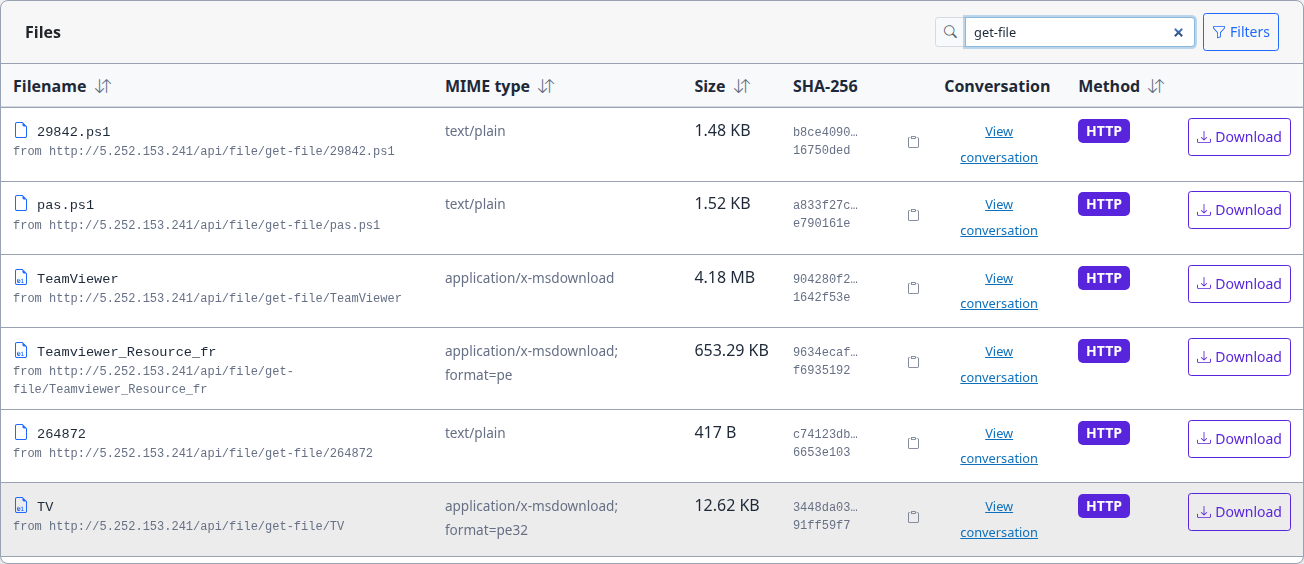 Files
get-file
Filters
Filename MIME type Size SHA-256 Conversation Method
29842.ps1 text/plain 1.48 KB b8ce4090… View HTTP Download
from http://5.252.153.241/api/file/get-file/29842.ps1 16750ded conversation
pas.ps1 text/plain 1.52 KB a833f27c… View HTTP Download
from http://5.252.153.241/api/file/get-file/pas.ps1 e790161e conversation
TeamViewer application/x-msdownload 4.18 MB 904280f2… View HTTP Download
from http://5.252.153.241/api/file/get-file/TeamViewer 1642f53e conversation
Teamviewer_Resource_fr application/x-msdownload; 653.29 KB 9634ecaf… View HTTP Download
from http://5.252.153.241/api/file/get- format=pe f6935192 conversation
file/Teamviewer_Resource_fr
264872 text/plain 417 B c74123db… View HTTP Download
from http://5.252.153.241/api/file/get-file/264872 6653e103 conversation
TV application/x-msdownload; 12.62 KB 3448da03… View HTTP Download
from http://5.252.153.241/api/file/get-file/TV format=pe32 91ff59f7 conversation